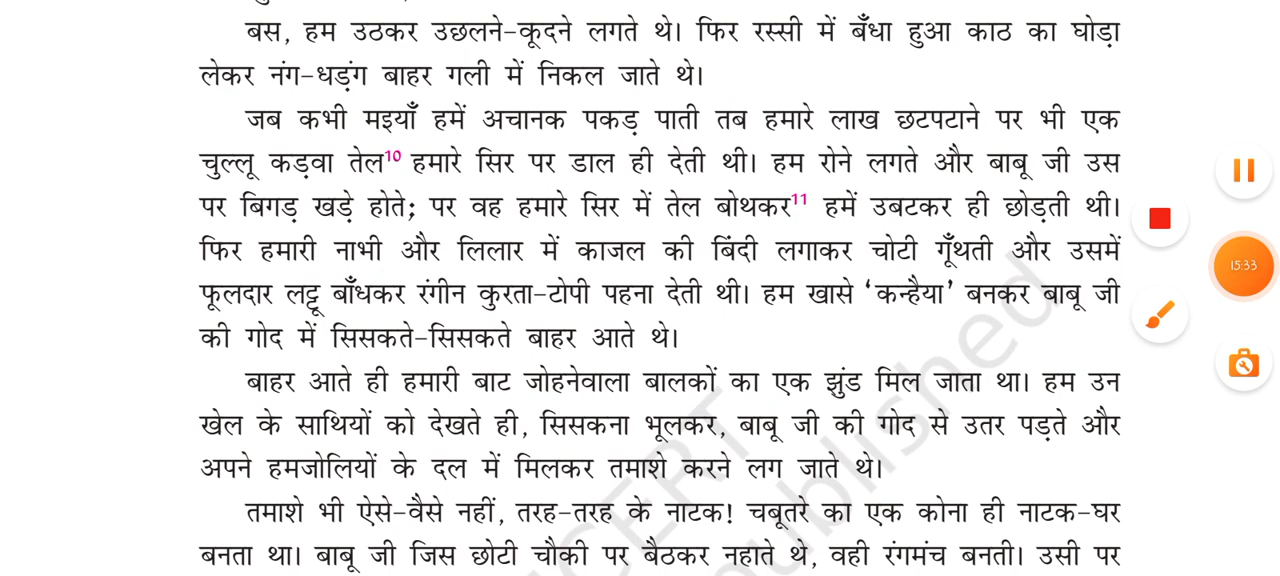 बस, हम उठकर उछलने-कूदने लगते थे। फिर रस्सी में बँधा हुआ काठ का घोड़ा
लेकर नंग-धड़ंग बाहर गली में निकल जाते थे।
जब कभी मइयाँ हमें अचानक पकड़ पाती तब हमारे लाख छटपटाने पर भी एक
चुल्लू कड़वा तेल10 हमारे सिर पर डाल ही देती थी। हम रोने लगते और बाबू जी उस
पर बिगड़ खड़े होते; पर वह हमारे सिर में तेल बोथकर11 हमें उबटकर ही छोड़ती थी।
फिर हमारी नाभी और लिलार में काजल की बिंदी लगाकर चोटी गूँथती और उसमें
फूलदार लट्टू बाँधकर रंगीन कुरता-टोपी पहना देती थी। हम खासे ‘कन्हैया’ बनकर बाबू जी
की गोद में सिसकते-सिसकते बाहर आते थे।
बाहर आते ही हमारी बाट जोहनेवाला बालकों का एक झुंड मिल जाता था। हम उन
खेल के साथियों को देखते ही, सिसकना भूलकर, बाबू जी की गोद से उतर पड़ते और
अपने हमजोलियों के दल में मिलकर तमाशे करने लग जाते थे।
तमाशे भी ऐसे-वैसे नहीं, तरह-तरह के नाटक! चबूतरे का एक कोना ही नाटक-घर
बनता था। बाबू जी जिस छोटी चौकी पर बैठकर नहाते थे, वही रंगमंच बनती। उसी पर
15:33